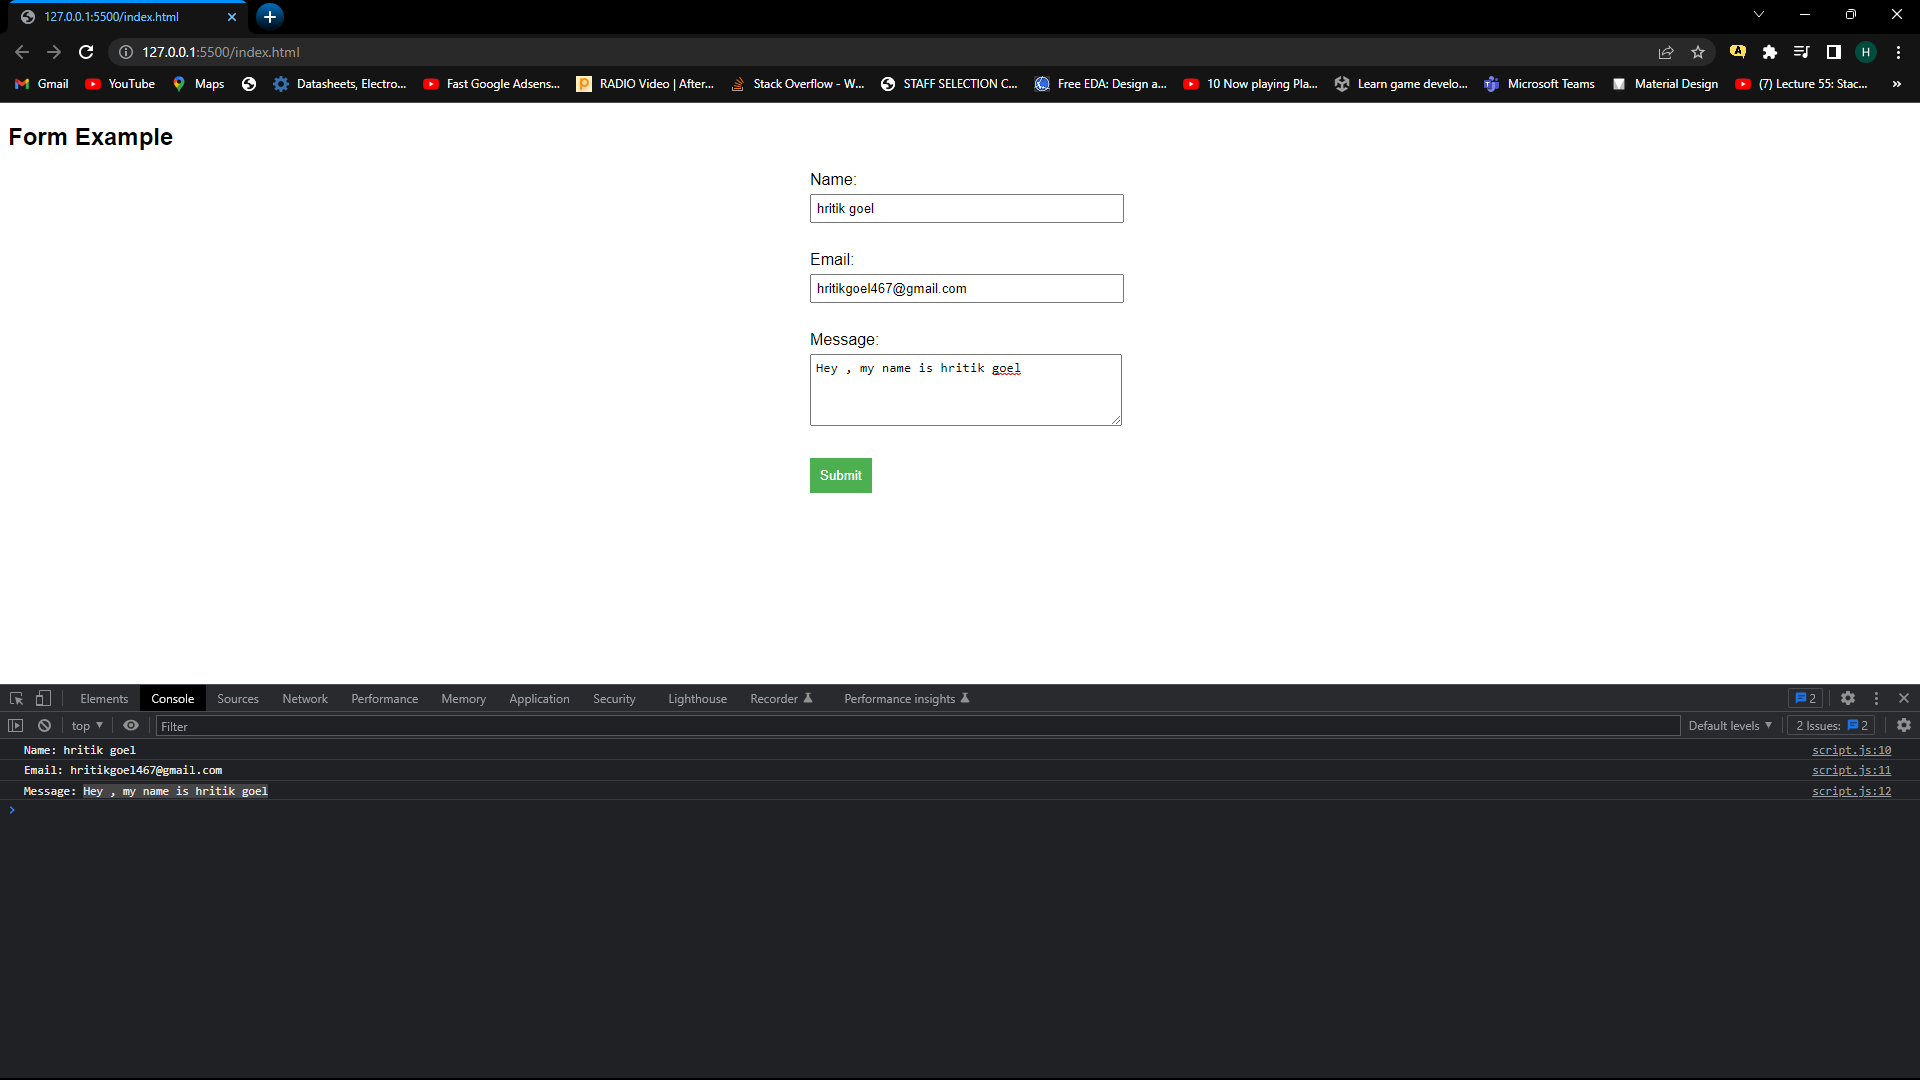 127.0.0.1:5500/index.html
127.0.0.1:5500/index.html
A
H
Gmail YouTube Maps Datasheets, Electro... Fast Google Adsens... RADIO Video | After... Stack Overflow - W... STAFF SELECTION C... Free EDA: Design a... 10 Now playing Pla... Learn game develo... Microsoft Teams Material Design (7) Lecture 55: Stac... »
Form Example
Name:
hritik goel
Email:
hritikgoel467@gmail.com
Message:
Hey , my name is hritik goel
Submit
Elements Console Sources Network Performance Memory Application Security Lighthouse Recorder Performance insights 2
top Filter Default levels 2 Issues: 2
Name: hritik goel script.js:10
Email: hritikgoel467@gmail.com script.js:11
Message: Hey , my name is hritik goel script.js:12